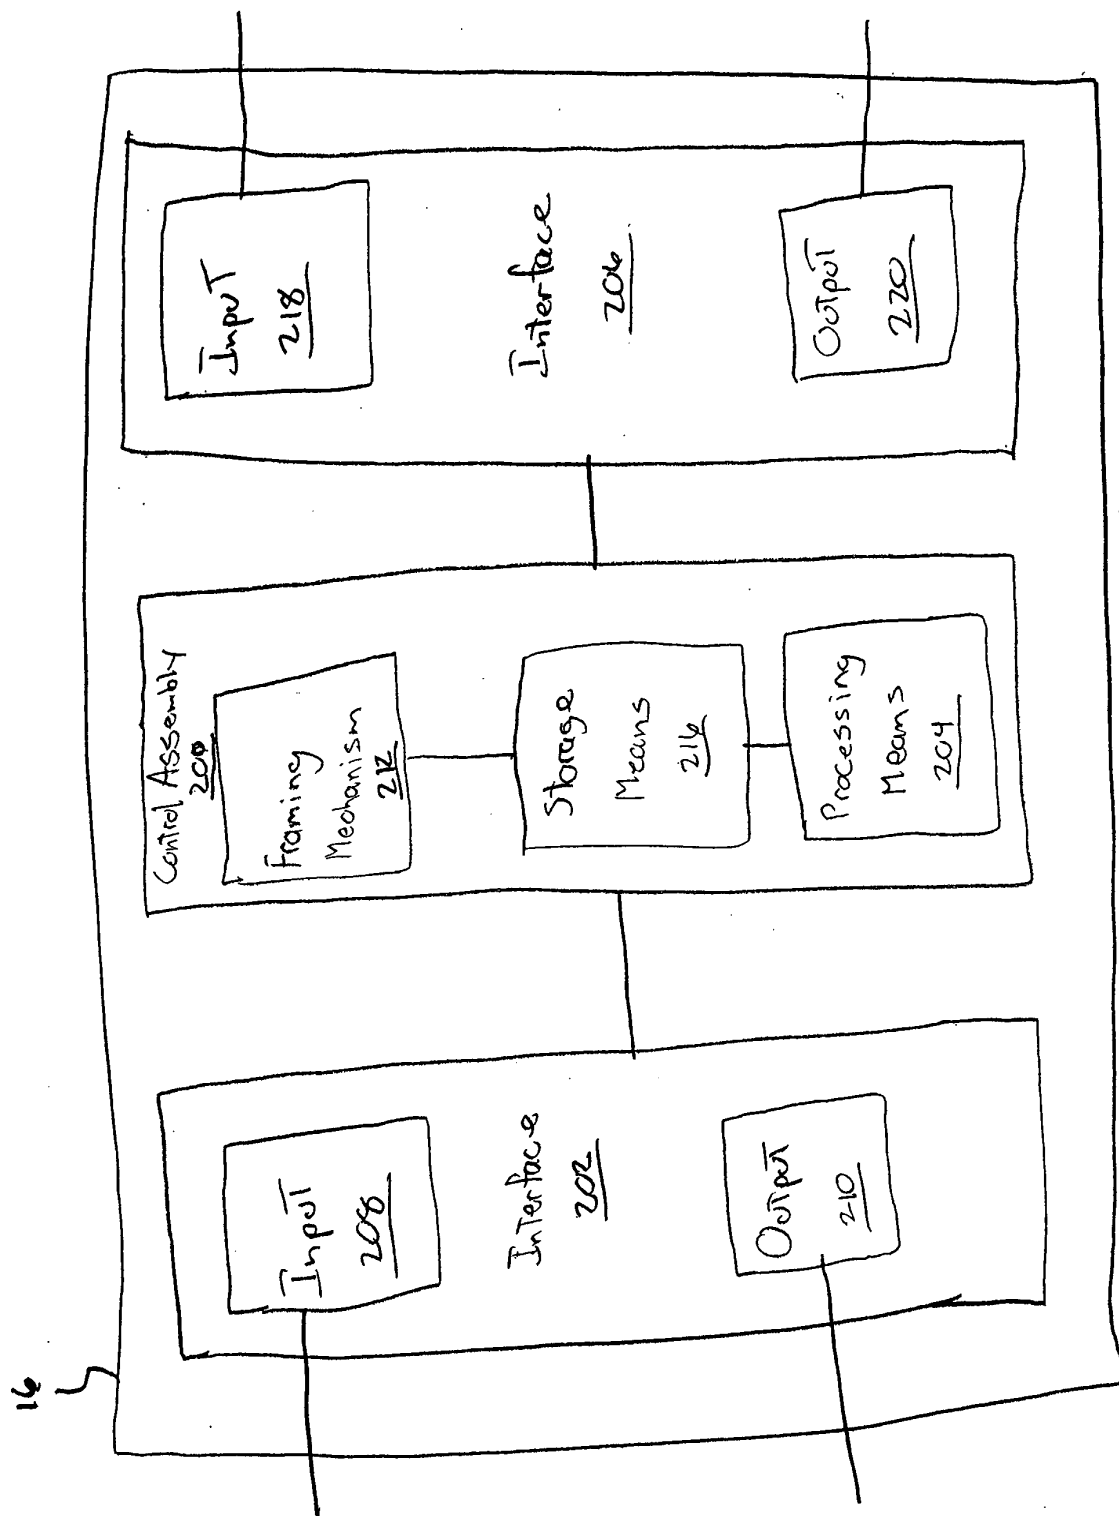 16
Input
208
Interface
202
Output
210
Control Assembly
200
Framing
Mechanism
212
Storage
Means
216
Processing
Means
204
Input
218
Interface
206
Output
220